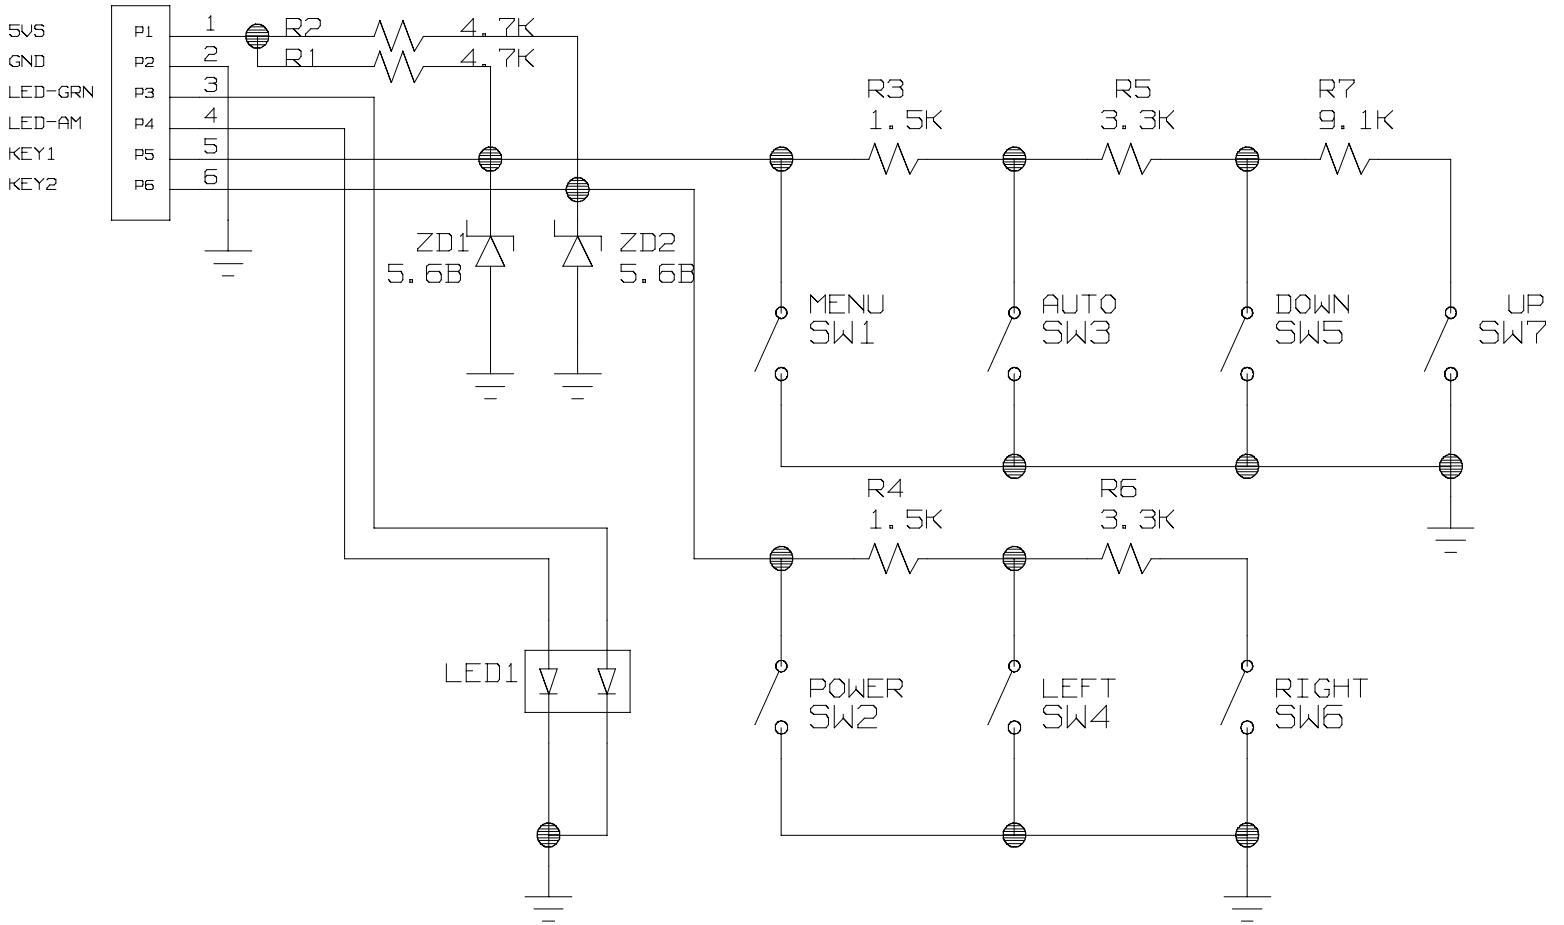 5VS P1 1 R2 4.7K
GND P2 2 R1 4.7K
LED-GRN P3 3
LED-AM P4 4
KEY1 P5 5
KEY2 P6 6
R3
1.5K
R5
3.3K
R7
9.1K
ZD1
5.6B
ZD2
5.6B
MENU
SW1
AUTO
SW3
DOWN
SW5
UP
SW7
R4
1.5K
R6
3.3K
LED1
POWER
SW2
LEFT
SW4
RIGHT
SW6